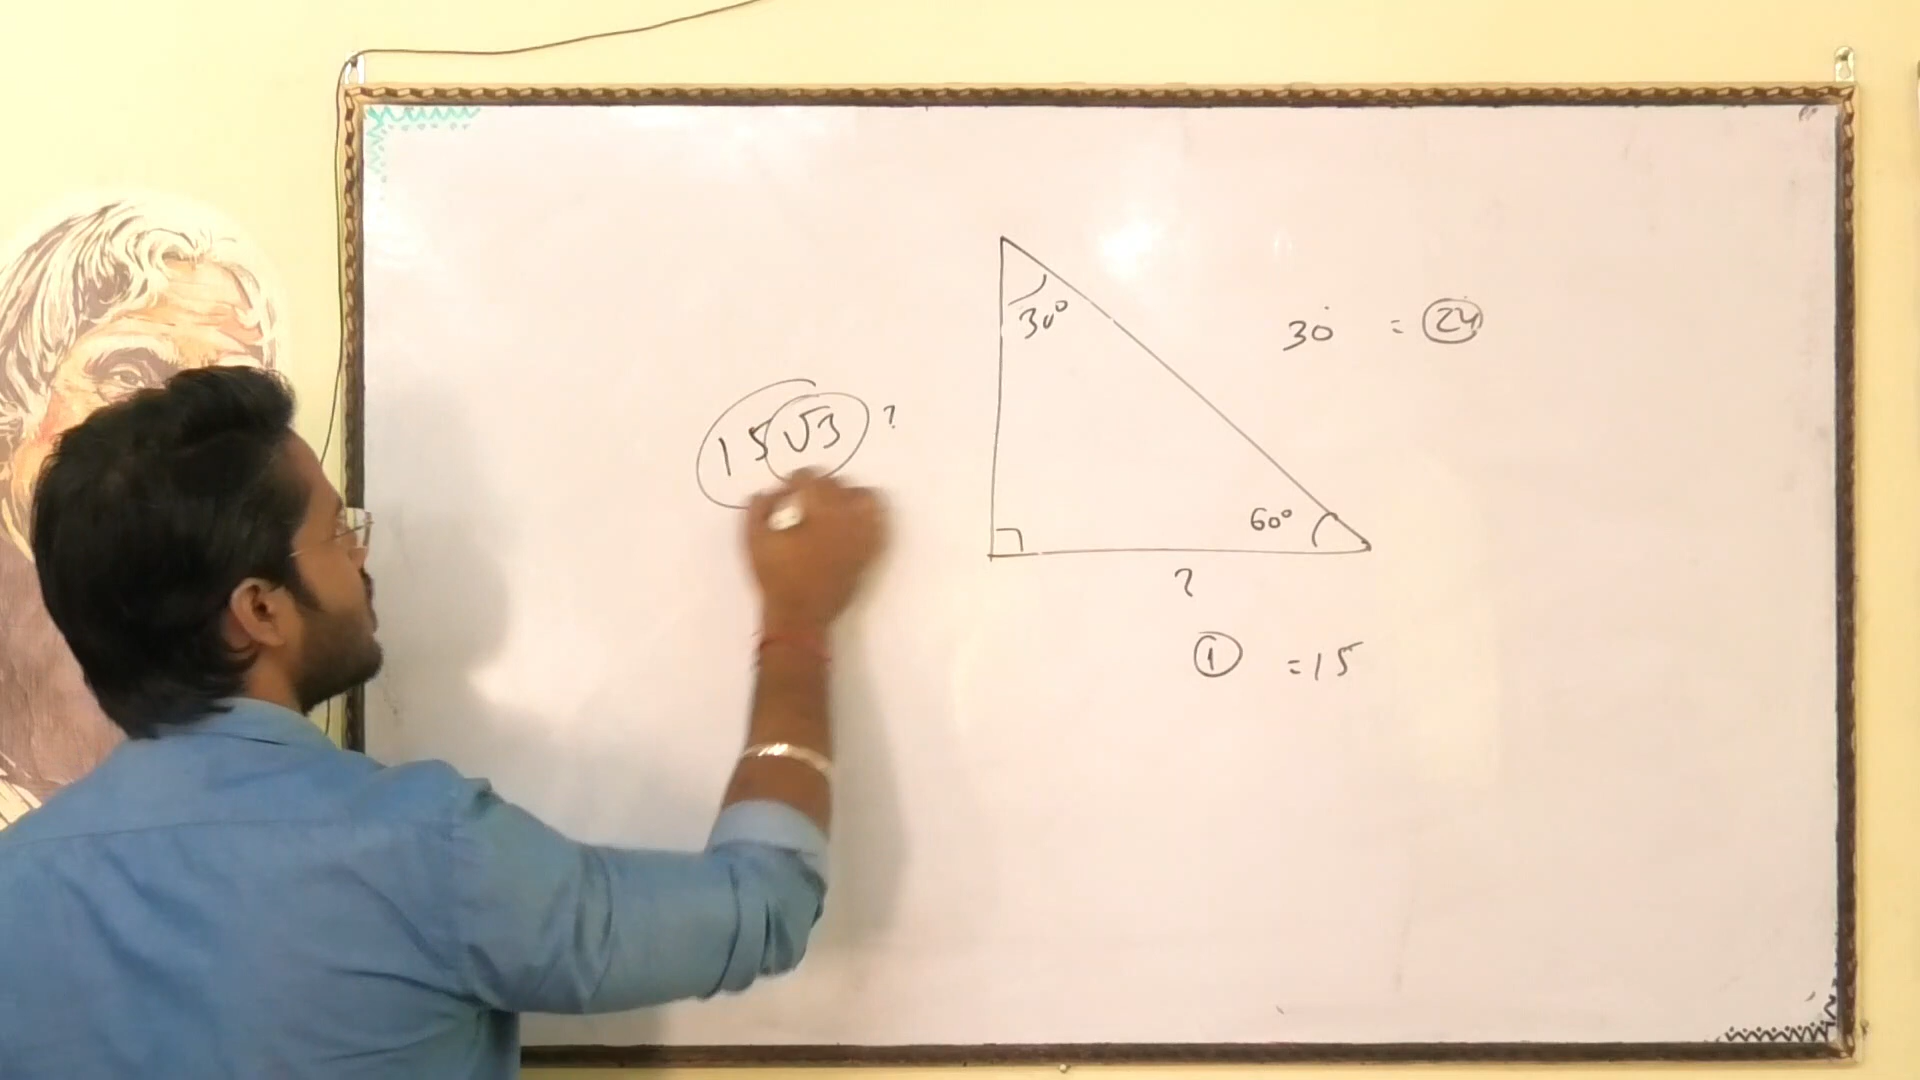 30°
30° = 24
15√3 ?
60°
?
1 = 15